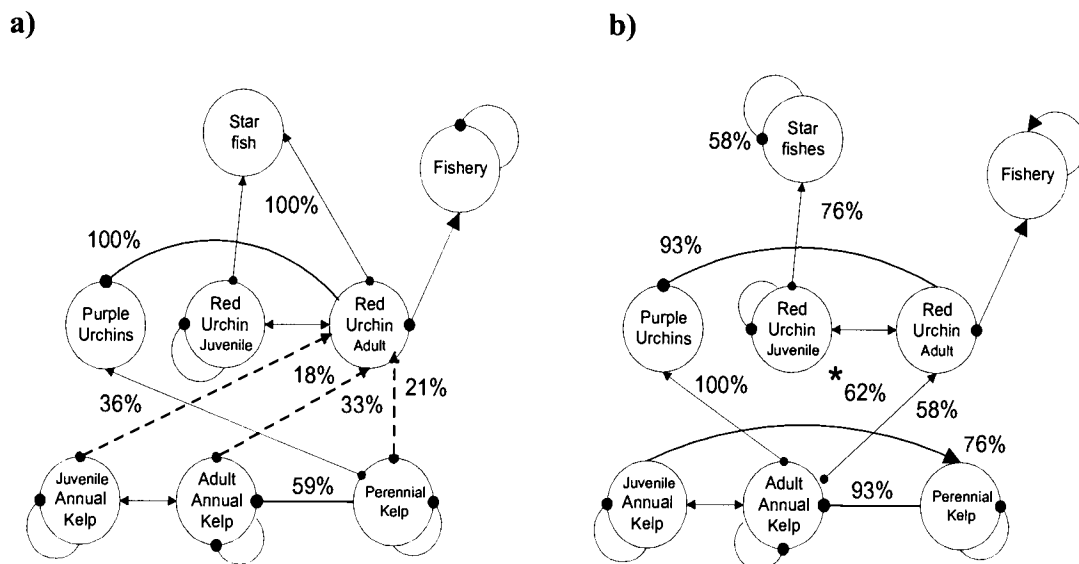 a)
Star
fish
Fishery
100%
100%
Purple
Urchins
Red
Urchin
Juvenile
Red
Urchin
Adult
36%
18%
33%
21%
Juvenile
Annual
Kelp
Adult
Annual
Kelp
59%
Perennial
Kelp
b)
58%
Star
fishes
Fishery
76%
93%
Purple
Urchins
Red
Urchin
Juvenile
Red
Urchin
Adult
100%
*
62%
58%
76%
Juvenile
Annual
Kelp
Adult
Annual
Kelp
93%
Perennial
Kelp